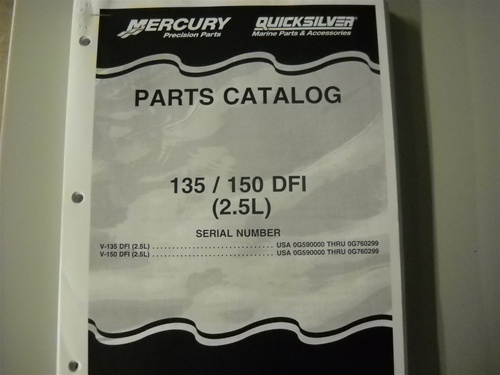 MERCURY
Precision Parts
QUICKSILVER
Marine Parts & Accessories
PARTS CATALOG
135 / 150 DFI
(2.5L)
SERIAL NUMBER
V-135 DFI (2.5L) . . . . . . . . . . . . . . . . . . . . . . . . . . . . . USA 0G590000 THRU 0G760299
V-150 DFI (2.5L) . . . . . . . . . . . . . . . . . . . . . . . . . . . . . USA 0G590000 THRU 0G760299